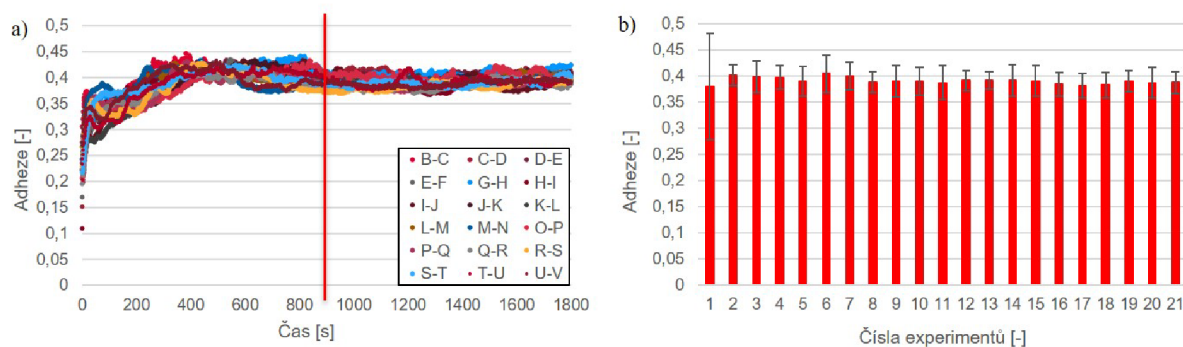 a)
0,5
0,45
0,4
0,35
0,3
0,25
0,2
0,15
0,1
0,05
0
Adheze [-]
0 200 400 600 800 1000 1200 1400 1600 1800
Čas [s]
B-C C-D D-E
E-F G-H H-I
I-J J-K K-L
L-M M-N O-P
P-Q Q-R R-S
S-T T-U U-V
b)
0,5
0,45
0,4
0,35
0,3
0,25
0,2
0,15
0,1
0,05
0
Adheze [-]
1 2 3 4 5 6 7 8 9 10 11 12 13 14 15 16 17 18 19 20 21
Čísla experimentů [-]